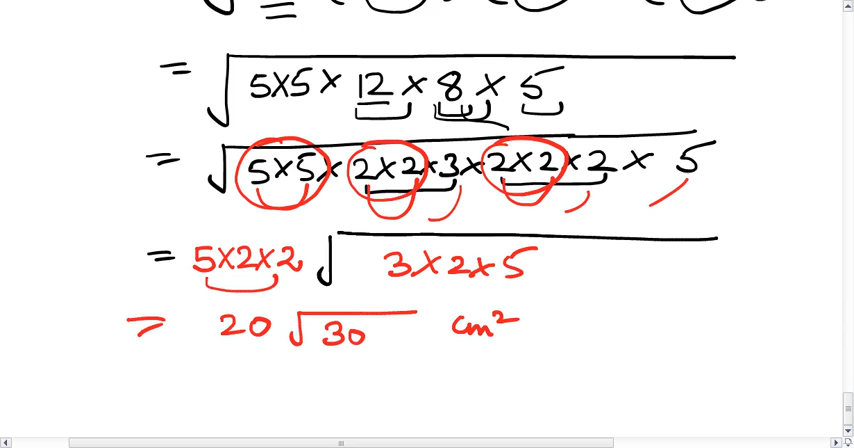 = √5×5×12×8×5
= √5×5×2×2×3×2×2×2×5
= 5×2×2 √3×2×5
= 20 √30 cm²